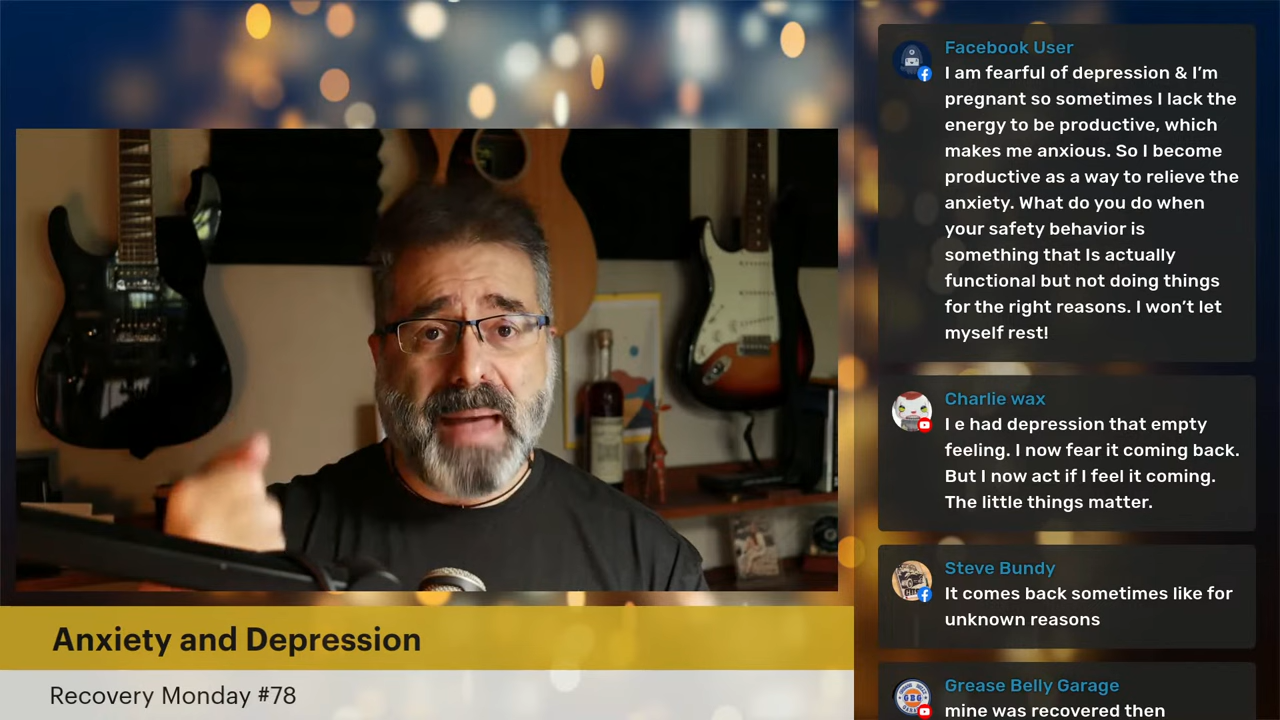 Facebook User
I am fearful of depression & I’m
pregnant so sometimes I lack the
energy to be productive, which
makes me anxious. So I become
productive as a way to relieve the
anxiety. What do you do when
your safety behavior is
something that Is actually
functional but not doing things
for the right reasons. I won’t let
myself rest!
Charlie wax
I e had depression that empty
feeling. I now fear it coming back.
But I now act if I feel it coming.
The little things matter.
Steve Bundy
It comes back sometimes like for
unknown reasons
Grease Belly Garage
mine was recovered then
Anxiety and Depression
Recovery Monday #78